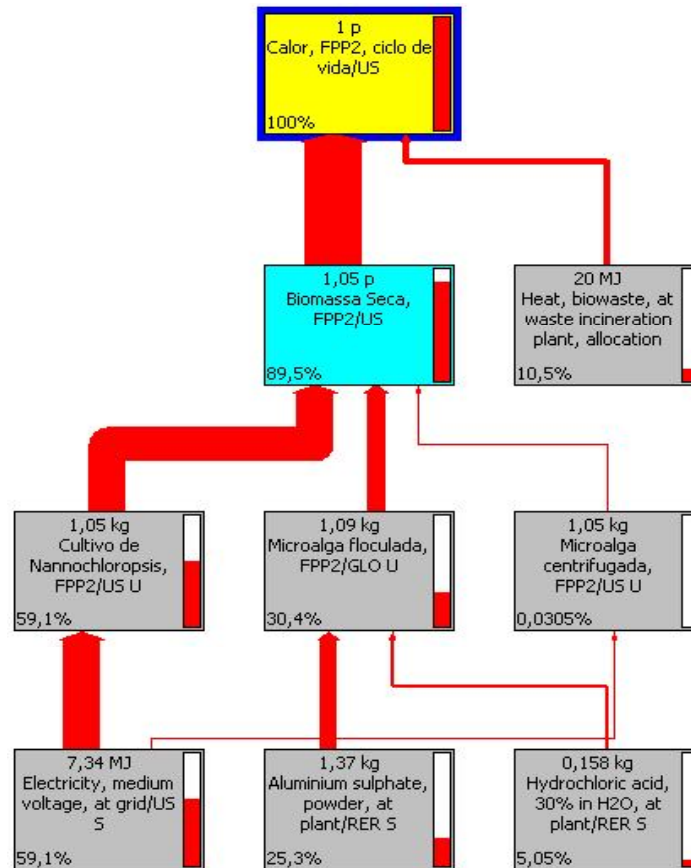 1 p
Calor, FPP2, ciclo de
vida/US
100%
1,05 p
Biomassa Seca,
FPP2/US
89,5%
20 MJ
Heat, biowaste, at
waste incineration
plant, allocation
10,5%
1,05 kg
Cultivo de
Nannochloropsis,
FPP2/US U
59,1%
1,09 kg
Microalga floculada,
FPP2/GLO U
30,4%
1,05 kg
Microalga
centrifugada,
FPP2/US U
0,0305%
7,34 MJ
Electricity, medium
voltage, at grid/US
S
59,1%
1,37 kg
Aluminium sulphate,
powder, at
plant/RER S
25,3%
0,158 kg
Hydrochloric acid,
30% in H2O, at
plant/RER S
5,05%